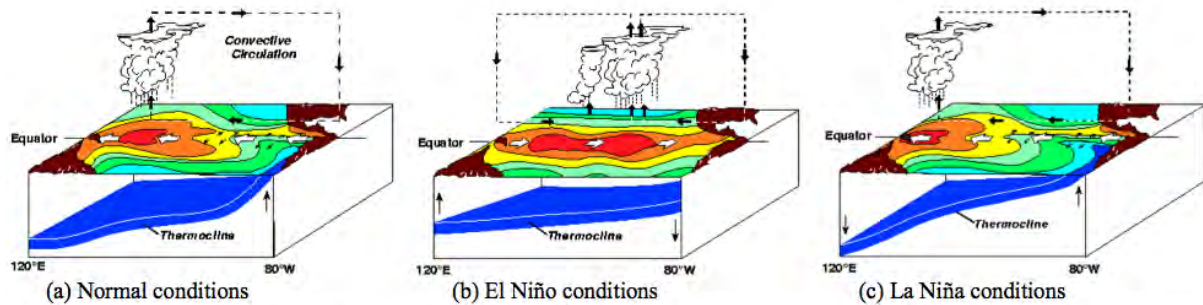 Convective
Circulation
Equator
Thermocline
120°E
80°W
(a) Normal conditions
Equator
Thermocline
120°E
80°W
(b) El Niño conditions
Equator
Thermocline
120°E
80°W
(c) La Niña conditions